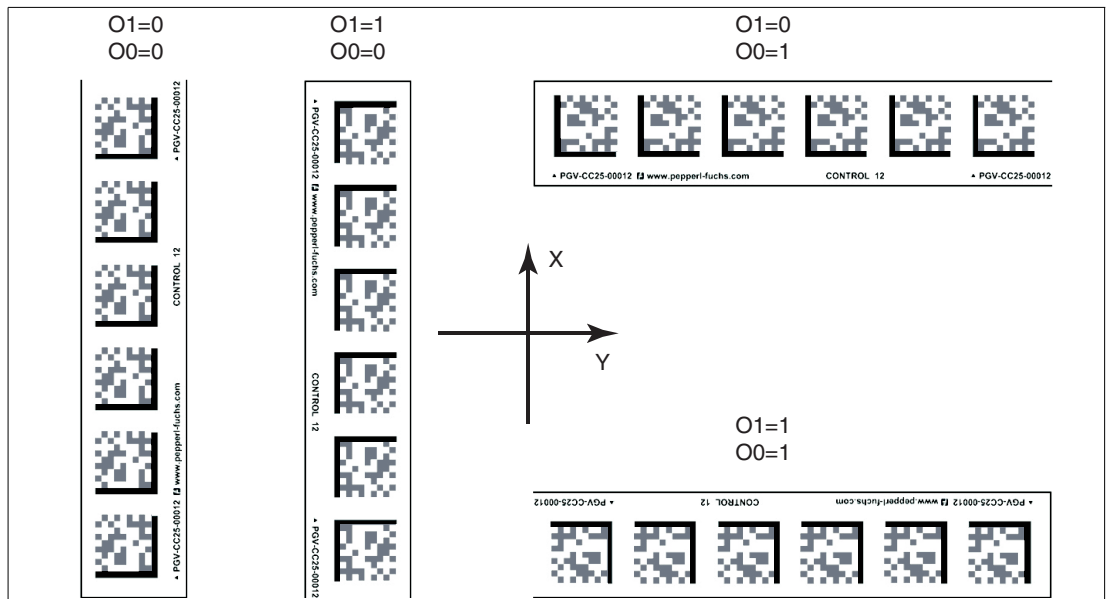 O1=0
O0=0
O1=1
O0=0
O1=0
O0=1
▲ PGV-CC25-00012
CONTROL 12
▲ PGV-CC25-00012 www.pepperl-fuchs.com
▲ PGV-CC25-00012 www.pepperl-fuchs.com
CONTROL 12
▲ PGV-CC25-00012
▲ PGV-CC25-00012 www.pepperl-fuchs.com CONTROL 12 ▲ PGV-CC25-00012
X
Y
O1=1
O0=1
▲ PGV-CC25-00012 www.pepperl-fuchs.com CONTROL 12 ▲ PGV-CC25-00012